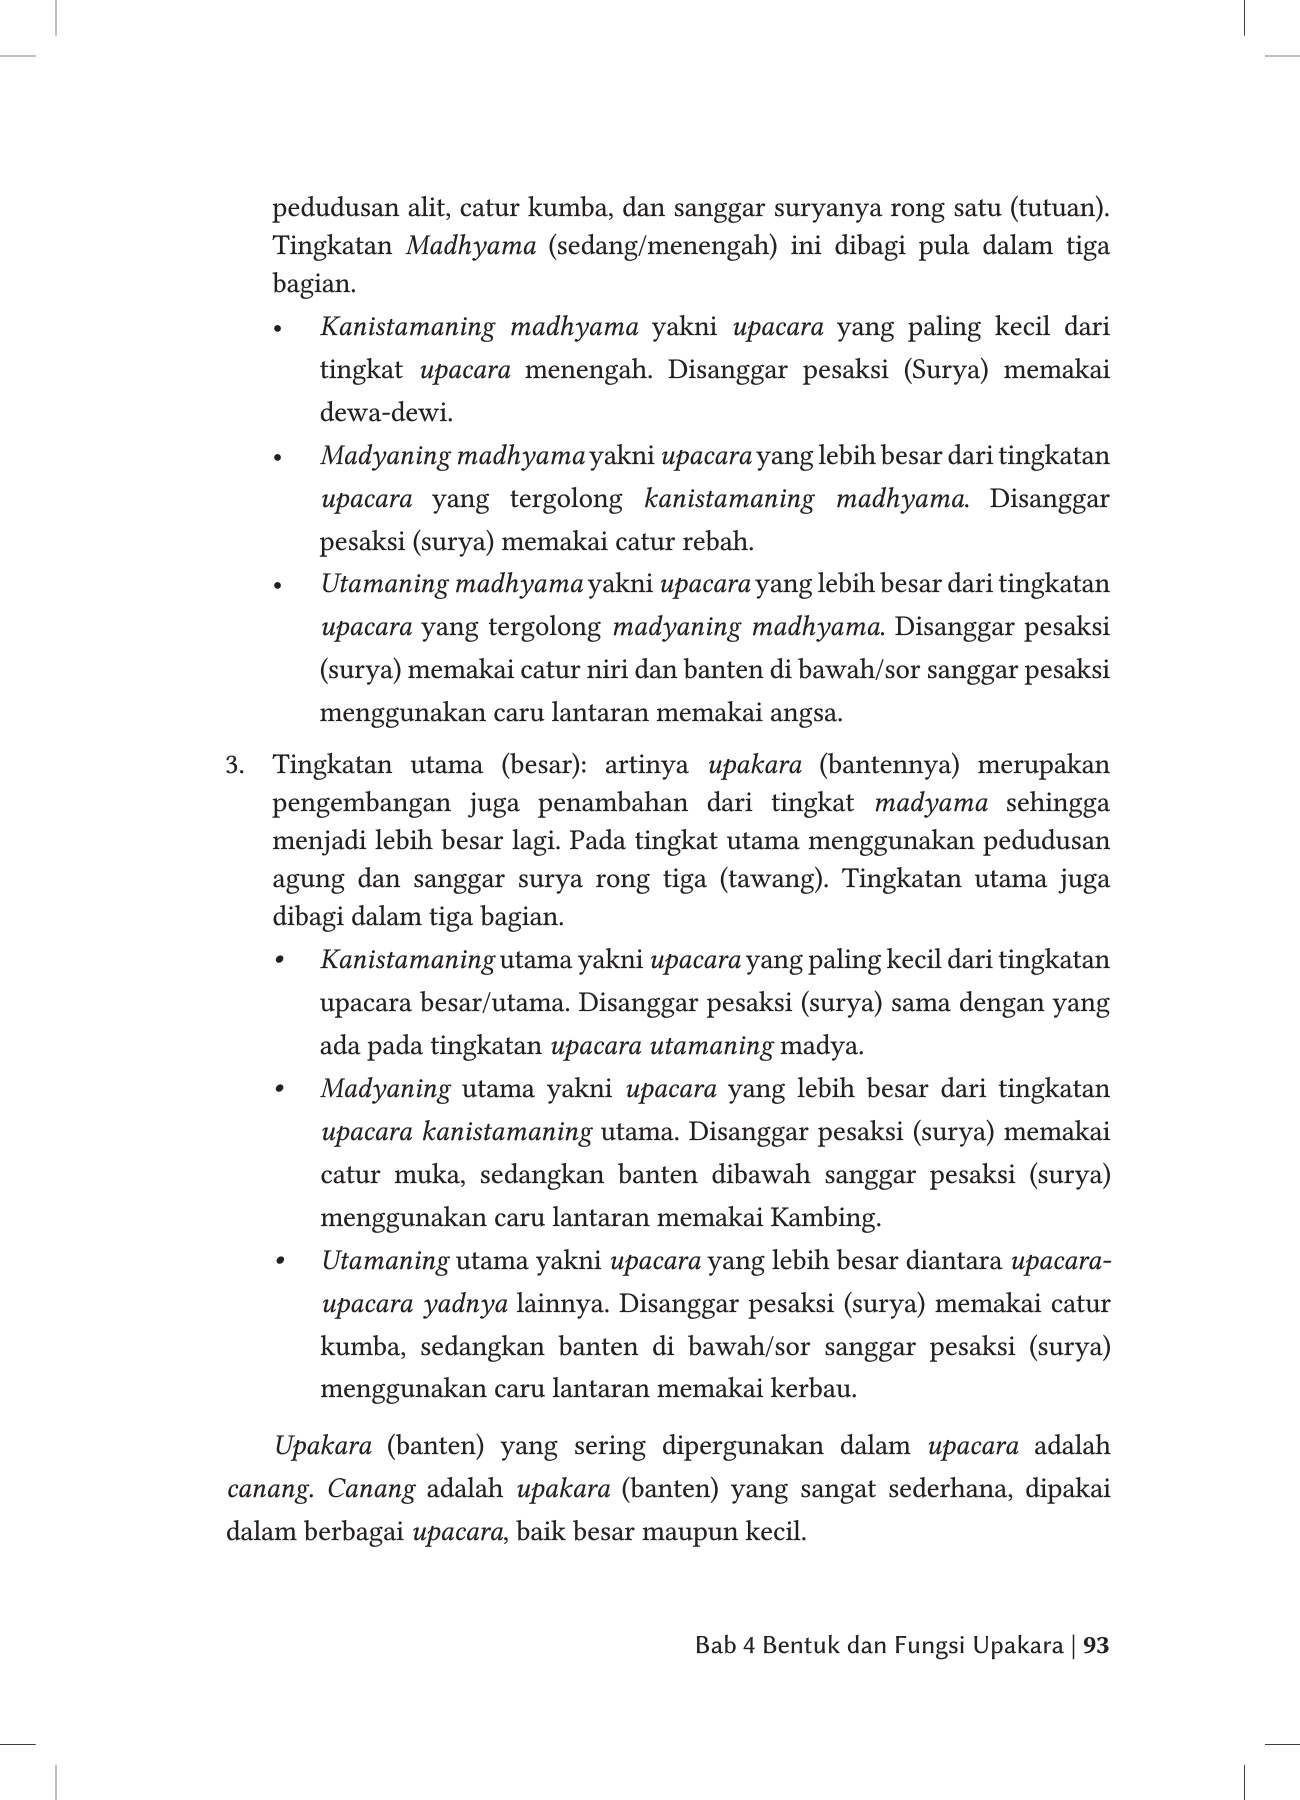 pedudusan alit, catur kumba, dan sanggar suryanya rong satu (tutuan).
Tingkatan Madhyama (sedang/menengah) ini dibagi pula dalam tiga
bagian.
• Kanistamaning madhyama yakni upacara yang paling kecil dari
tingkat upacara menengah. Disanggar pesaksi (Surya) memakai
dewa-dewi.
• Madyaning madhyama yakni upacara yang lebih besar dari tingkatan
upacara yang tergolong kanistamaning madhyama. Disanggar
pesaksi (surya) memakai catur rebah.
• Utamaning madhyama yakni upacara yang lebih besar dari tingkatan
upacara yang tergolong madyaning madhyama. Disanggar pesaksi
(surya) memakai catur niri dan banten di bawah/sor sanggar pesaksi
menggunakan caru lantaran memakai angsa.
3. Tingkatan utama (besar): artinya upakara (bantennya) merupakan
pengembangan juga penambahan dari tingkat madyama sehingga
menjadi lebih besar lagi. Pada tingkat utama menggunakan pedudusan
agung dan sanggar surya rong tiga (tawang). Tingkatan utama juga
dibagi dalam tiga bagian.
• Kanistamaning utama yakni upacara yang paling kecil dari tingkatan
upacara besar/utama. Disanggar pesaksi (surya) sama dengan yang
ada pada tingkatan upacara utamaning madya.
• Madyaning utama yakni upacara yang lebih besar dari tingkatan
upacara kanistamaning utama. Disanggar pesaksi (surya) memakai
catur muka, sedangkan banten dibawah sanggar pesaksi (surya)
menggunakan caru lantaran memakai Kambing.
• Utamaning utama yakni upacara yang lebih besar diantara upacara-
upacara yadnya lainnya. Disanggar pesaksi (surya) memakai catur
kumba, sedangkan banten di bawah/sor sanggar pesaksi (surya)
menggunakan caru lantaran memakai kerbau.
Upakara (banten) yang sering dipergunakan dalam upacara adalah
canang. Canang adalah upakara (banten) yang sangat sederhana, dipakai
dalam berbagai upacara, baik besar maupun kecil.
Bab 4 Bentuk dan Fungsi Upakara | 93